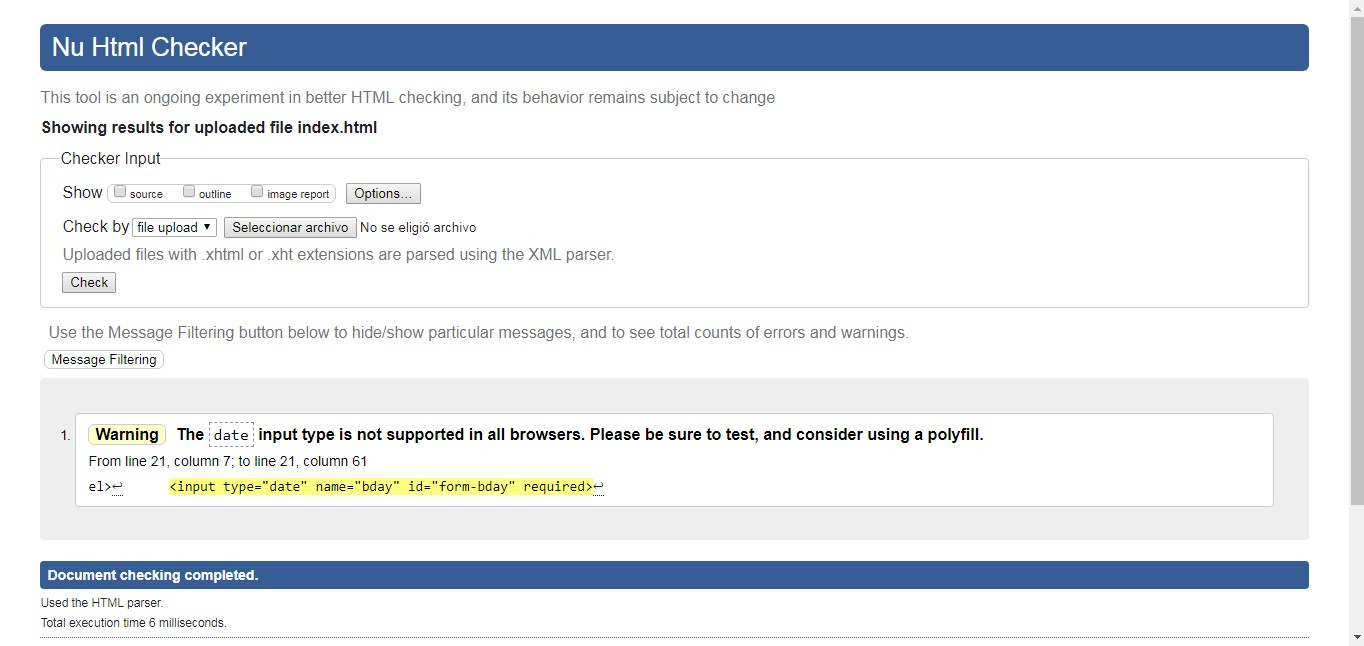 Nu Html Checker
This tool is an ongoing experiment in better HTML checking, and its behavior remains subject to change
Showing results for uploaded file index.html
Checker Input
Show source outline image report Options...
Check by file upload ▼ Seleccionar archivo No se eligió archivo
Uploaded files with .xhtml or .xht extensions are parsed using the XML parser.
Check
Use the Message Filtering button below to hide/show particular messages, and to see total counts of errors and warnings.
Message Filtering
1. Warning The date input type is not supported in all browsers. Please be sure to test, and consider using a polyfill.
From line 21, column 7; to line 21, column 61
el>↩ <input type="date" name="bday" id="form-bday" required>↩
Document checking completed.
Used the HTML parser.
Total execution time 6 milliseconds.